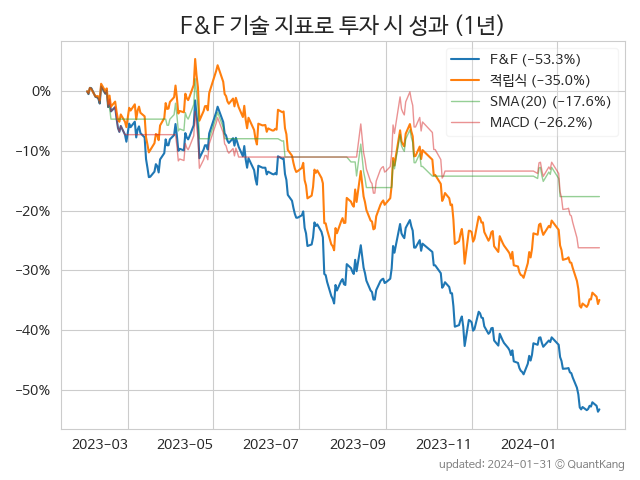 F&F 기술 지표로 투자 시 성과 (1년)
F&F (−53.3%)
적립식 (−35.0%)
SMA(20) (−17.6%)
MACD (−26.2%)
0%
−10%
−20%
−30%
−40%
−50%
2023-03
2023-05
2023-07
2023-09
2023-11
2024-01
updated: 2024-01-31 © QuantKang